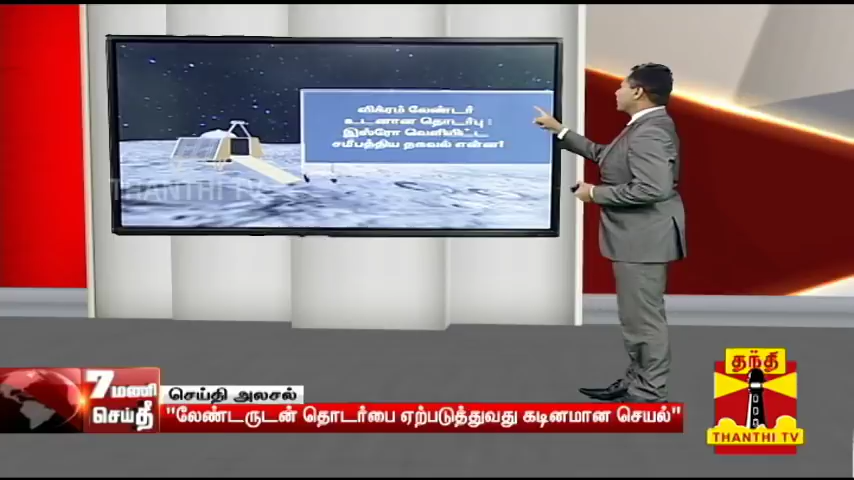 விக்ரம் லேண்டர்
உடனான தொடர்பு :
இஸ்ரோ வெளியிட்ட
சமீபத்திய தகவல் என்ன?
THANTHI TV
7 மணி
செய்தி
செய்தி அலசல்
"லேண்டருடன் தொடர்பை ஏற்படுத்துவது கடினமான செயல்"
தந்தி
THANTHI TV